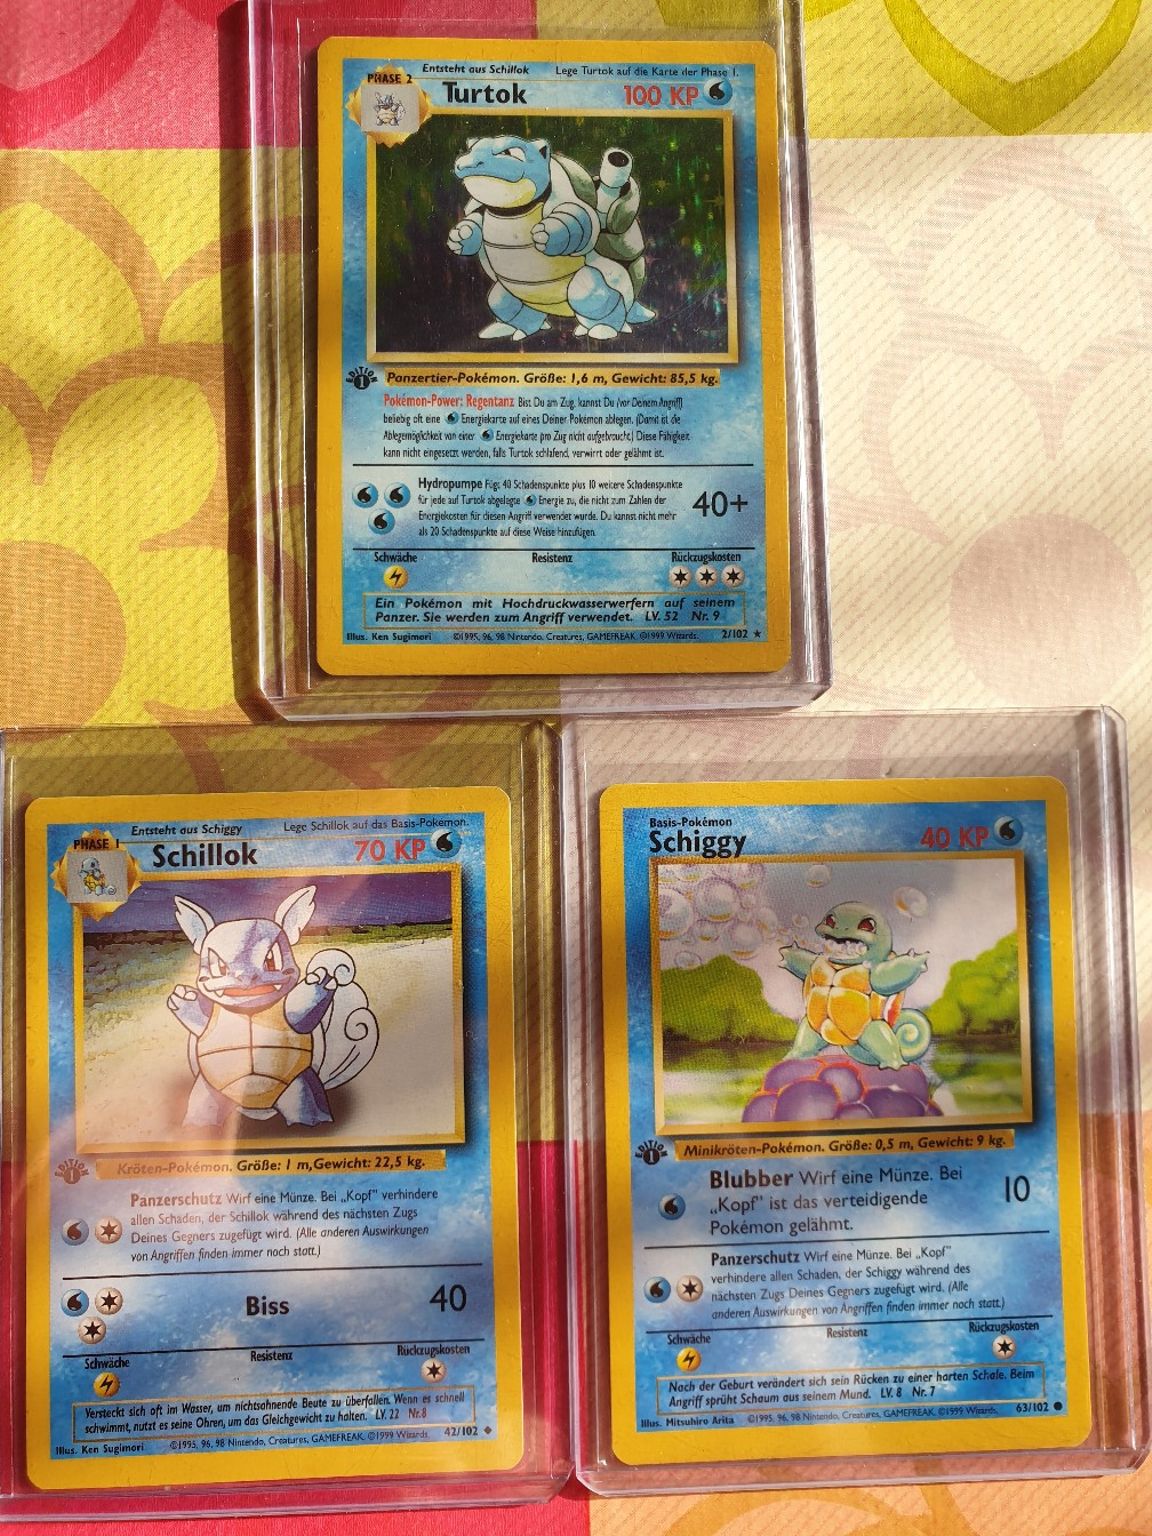 Entsteht aus Schillok Lege Turtok auf die Karte der Phase 1.
PHASE 2
Turtok 100 KP
EDITION 1
Panzertier-Pokémon. Größe: 1,6 m, Gewicht: 85,5 kg.
Pokémon-Power: Regentanz Bist Du am Zug, kannst Du (vor Deinem Angriff)
beliebig oft eine Energiekarte auf eines Deiner Pokémon ablegen. (Damit ist die
Ablegemöglichkeit von einer Energiekarte pro Zug nicht aufgebraucht.) Diese Fähigkeit
kann nicht eingesetzt werden, falls Turtok schlafend, verwirrt oder gelähmt ist.
Hydropumpe Fügt 40 Schadenspunkte plus 10 weitere Schadenspunkte
für jede auf Turtok abgelegte Energie zu, die nicht zum Zahlen der
Energiekosten für diesen Angriff verwendet wurde. Du kannst nicht mehr
als 20 Schadenspunkte auf diese Weise hinzufügen.
40+
Schwäche Resistenz Rückzugskosten
Ein Pokémon mit Hochdruckwasserwerfern auf seinem
Panzer. Sie werden zum Angriff verwendet. LV. 52 Nr. 9
Illus. Ken Sugimori ©1995, 96, 98 Nintendo, Creatures, GAMEFREAK. ©1999 Wizards. 2/102 ★
Entsteht aus Schiggy Lege Schillok auf das Basis-Pokémon.
PHASE 1
Schillok 70 KP
EDITION 1
Kröten-Pokémon. Größe: 1 m, Gewicht: 22,5 kg.
Panzerschutz Wirf eine Münze. Bei „Kopf" verhindere
allen Schaden, der Schillok während des nächsten Zugs
Deines Gegners zugefügt wird. (Alle anderen Auswirkungen
von Angriffen finden immer noch statt.)
Biss 40
Schwäche Resistenz Rückzugskosten
Versteckt sich oft im Wasser, um nichtsahnende Beute zu überfallen. Wenn es schnell
schwimmt, nutzt es seine Ohren, um das Gleichgewicht zu halten. LV. 22 Nr. 8
Illus. Ken Sugimori ©1995, 96, 98 Nintendo, Creatures, GAMEFREAK. ©1999 Wizards. 42/102 ◆
Basis-Pokémon
Schiggy 40 KP
EDITION 1
Minikröten-Pokémon. Größe: 0,5 m, Gewicht: 9 kg.
Blubber Wirf eine Münze. Bei
„Kopf" ist das verteidigende
Pokémon gelähmt.
10
Panzerschutz Wirf eine Münze. Bei „Kopf"
verhindere allen Schaden, der Schiggy während des
nächsten Zugs Deines Gegners zugefügt wird. (Alle
anderen Auswirkungen von Angriffen finden immer noch statt.)
Schwäche Resistenz Rückzugskosten
Nach der Geburt verändert sich sein Rücken zu einer harten Schale. Beim
Angriff sprüht Schaum aus seinem Mund. LV. 8 Nr. 7
Illus. Mitsuhiro Arita ©1995, 96, 98 Nintendo, Creatures, GAMEFREAK. ©1999 Wizards. 63/102 ●